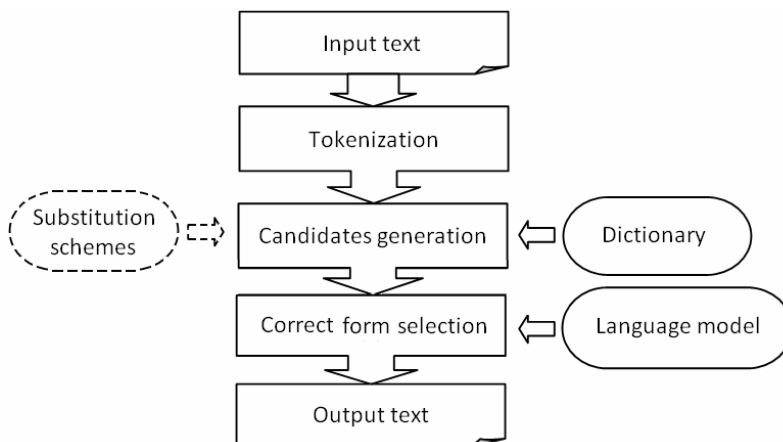 Input text
Tokenization
Substitution
schemes
Candidates generation
Dictionary
Correct form selection
Language model
Output text